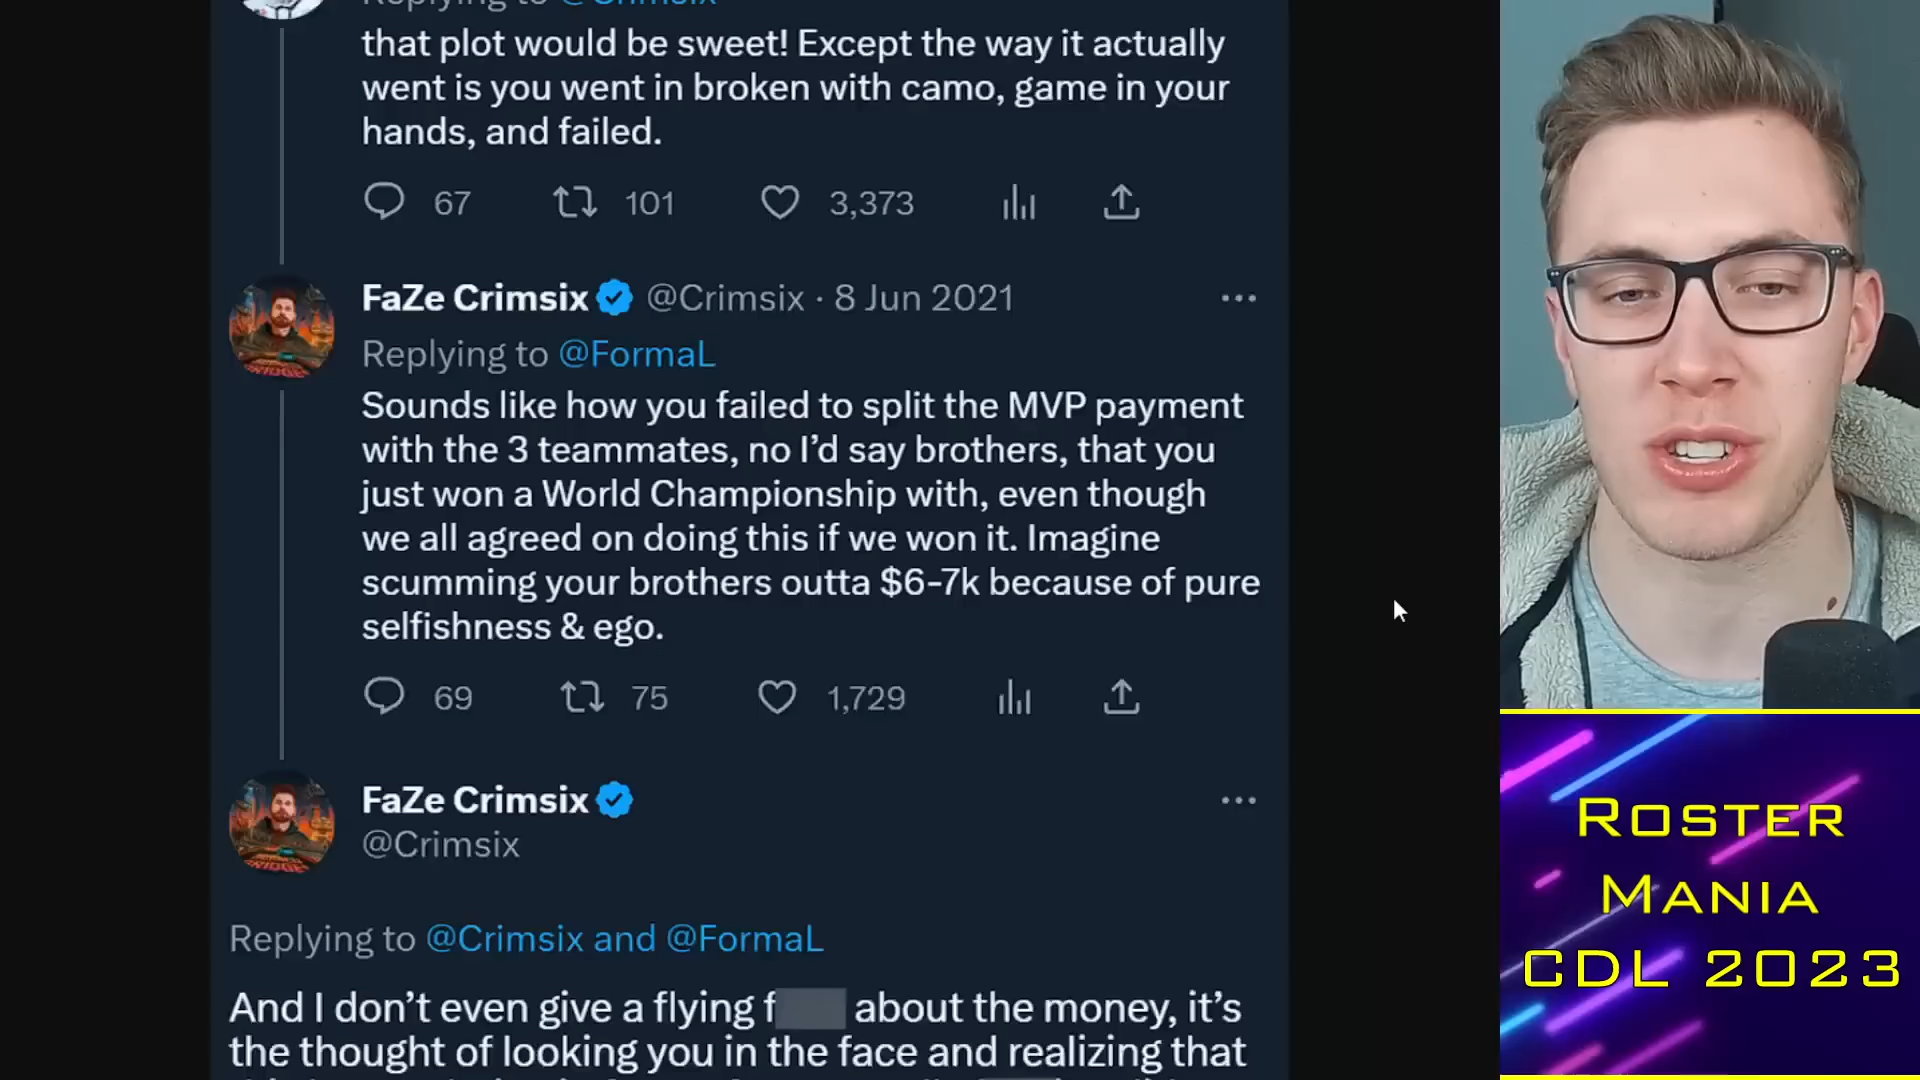 Replying to @Crimsix
that plot would be sweet! Except the way it actually
went is you went in broken with camo, game in your
hands, and failed.
67 101 3,373
FaZe Crimsix @Crimsix · 8 Jun 2021
Replying to @FormaL
Sounds like how you failed to split the MVP payment
with the 3 teammates, no I’d say brothers, that you
just won a World Championship with, even though
we all agreed on doing this if we won it. Imagine
scumming your brothers outta $6-7k because of pure
selfishness & ego.
69 75 1,729
FaZe Crimsix
@Crimsix
Replying to @Crimsix and @FormaL
And I don’t even give a flying f about the money, it’s
the thought of looking you in the face and realizing that
ROSTER
MANIA
CDL 2023